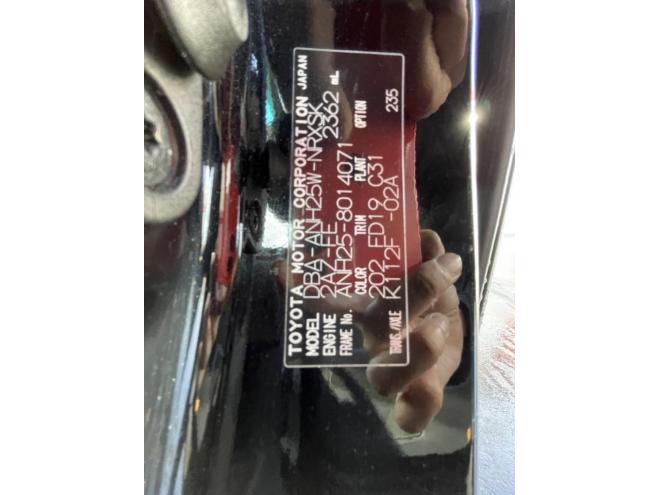 TOYOTA MOTOR CORPORATION JAPAN
MODEL DBA-ANH25W-NRXSK
ENGINE 2AZ-FE 2362 mL
FRAME No. ANH25-8014071
COLOR TRIM PLANT OPTION
202 FD19 C31
TRANS./AXLE K112F -02A 235